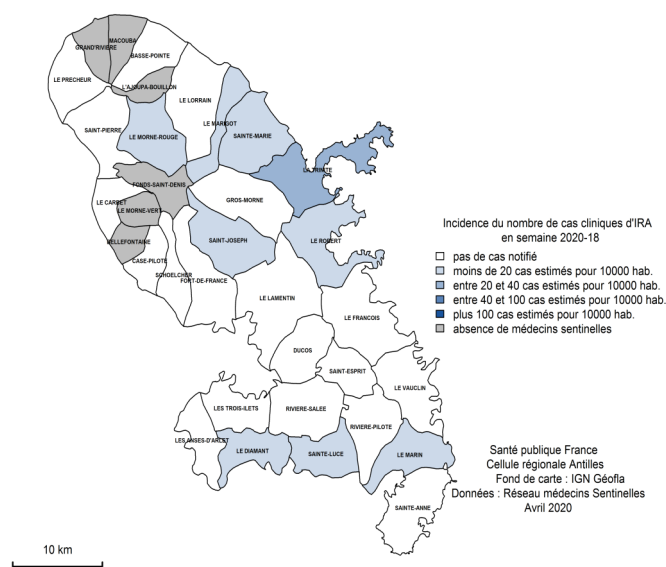 MACOUBA
GRAND'RIVIERE
BASSE-POINTE
LE PRECHEUR
L'AJOUPA-BOUILLON
LE LORRAIN
LE MARIGOT
SAINT-PIERRE
LE MORNE-ROUGE
SAINTE-MARIE
LA TRINITE
FONDS-SAINT-DENIS
LE CARBET
LE MORNE-VERT
GROS-MORNE
BELLEFONTAINE
SAINT-JOSEPH
LE ROBERT
CASE-PILOTE
SCHOELCHER
FORT-DE-FRANCE
LE LAMENTIN
LE FRANCOIS
DUCOS
SAINT-ESPRIT
LE VAUCLIN
LES TROIS-ILETS
RIVIERE-SALEE
RIVIERE-PILOTE
LES ANSES-D'ARLET
LE DIAMANT
SAINTE-LUCE
LE MARIN
SAINTE-ANNE
Incidence du nombre de cas cliniques d'IRA
en semaine 2020-18
pas de cas notifié
moins de 20 cas estimés pour 10000 hab.
entre 20 et 40 cas estimés pour 10000 hab.
entre 40 et 100 cas estimés pour 10000 hab.
plus 100 cas estimés pour 10000 hab.
absence de médecins sentinelles
Santé publique France
Cellule régionale Antilles
Fond de carte : IGN Géofla
Données : Réseau médecins Sentinelles
Avril 2020
10 km